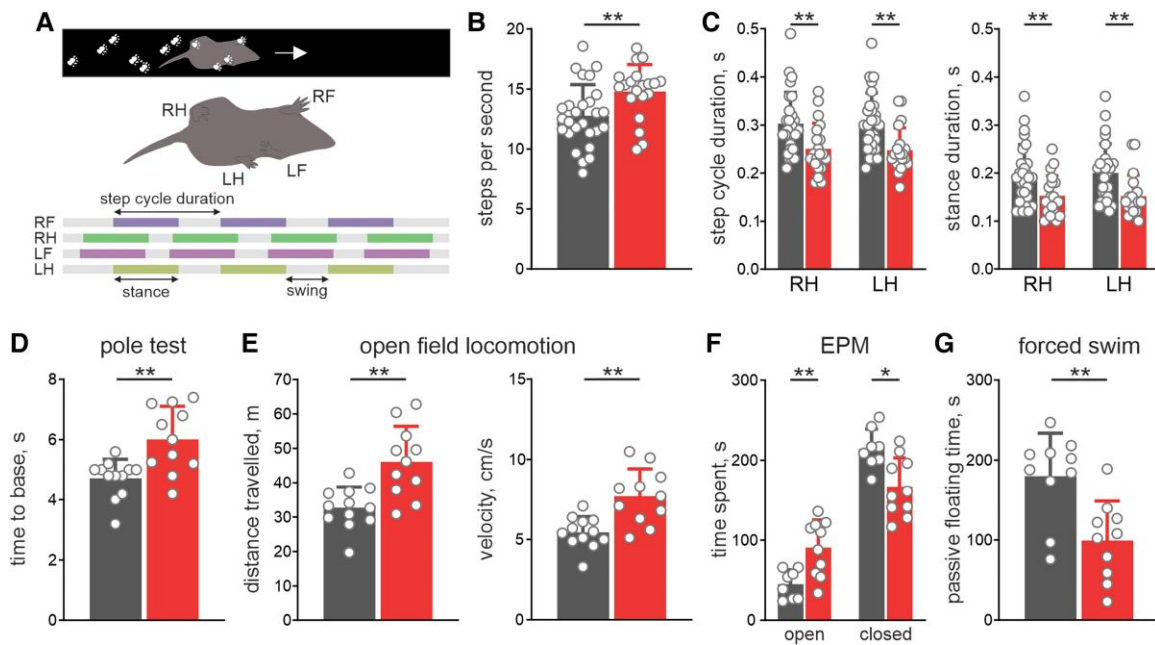 A
RH
RF
LH
LF
step cycle duration
RF
RH
LF
LH
stance
swing
B
**
steps per second
20
15
10
5
0
C
** **
step cycle duration, s
0.5
0.4
0.3
0.2
0.1
0.0
RH LH
** **
stance duration, s
0.5
0.4
0.3
0.2
0.1
0.0
RH LH
D
pole test
**
time to base, s
8
6
4
2
0
E
open field locomotion
**
distance travelled, m
70
60
50
40
30
20
10
0
**
velocity, cm/s
15
10
5
0
F
EPM
** *
time spent, s
300
200
100
0
open closed
G
forced swim
**
passive floating time, s
300
200
100
0